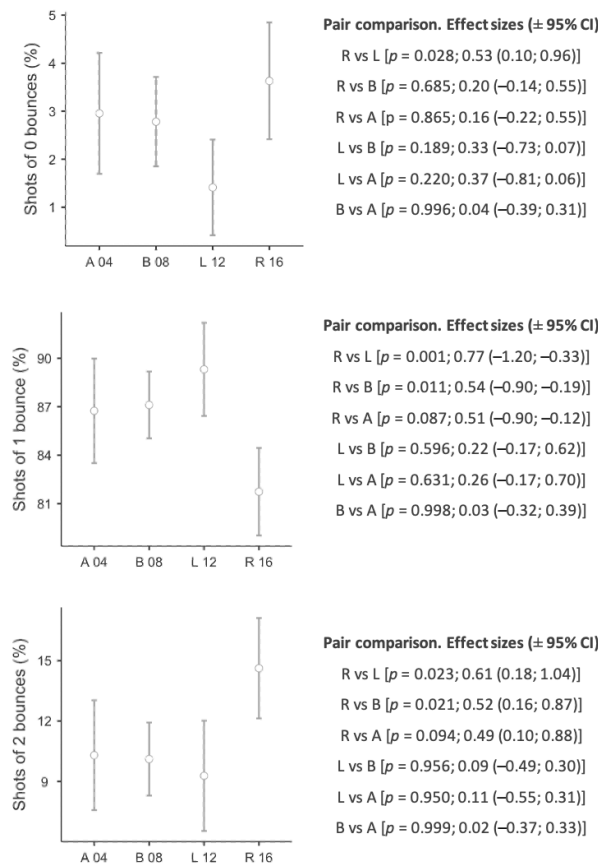 Shots of 0 bounces (%)
5
4
3
2
1
A 04 B 08 L 12 R 16
Pair comparison. Effect sizes (± 95% CI)
R vs L [p = 0.028; 0.53 (0.10; 0.96)]
R vs B [p = 0.685; 0.20 (–0.14; 0.55)]
R vs A [p = 0.865; 0.16 (–0.22; 0.55)]
L vs B [p = 0.189; 0.33 (–0.73; 0.07)]
L vs A [p = 0.220; 0.37 (–0.81; 0.06)]
B vs A [p = 0.996; 0.04 (–0.39; 0.31)]
Shots of 1 bounce (%)
90
87
84
81
A 04 B 08 L 12 R 16
Pair comparison. Effect sizes (± 95% CI)
R vs L [p = 0.001; 0.77 (–1.20; –0.33)]
R vs B [p = 0.011; 0.54 (–0.90; –0.19)]
R vs A [p = 0.087; 0.51 (–0.90; –0.12)]
L vs B [p = 0.596; 0.22 (–0.17; 0.62)]
L vs A [p = 0.631; 0.26 (–0.17; 0.70)]
B vs A [p = 0.998; 0.03 (–0.32; 0.39)]
Shots of 2 bounces (%)
15
12
9
A 04 B 08 L 12 R 16
Pair comparison. Effect sizes (± 95% CI)
R vs L [p = 0.023; 0.61 (0.18; 1.04)]
R vs B [p = 0.021; 0.52 (0.16; 0.87)]
R vs A [p = 0.094; 0.49 (0.10; 0.88)]
L vs B [p = 0.956; 0.09 (–0.49; 0.30)]
L vs A [p = 0.950; 0.11 (–0.55; 0.31)]
B vs A [p = 0.999; 0.02 (–0.37; 0.33)]